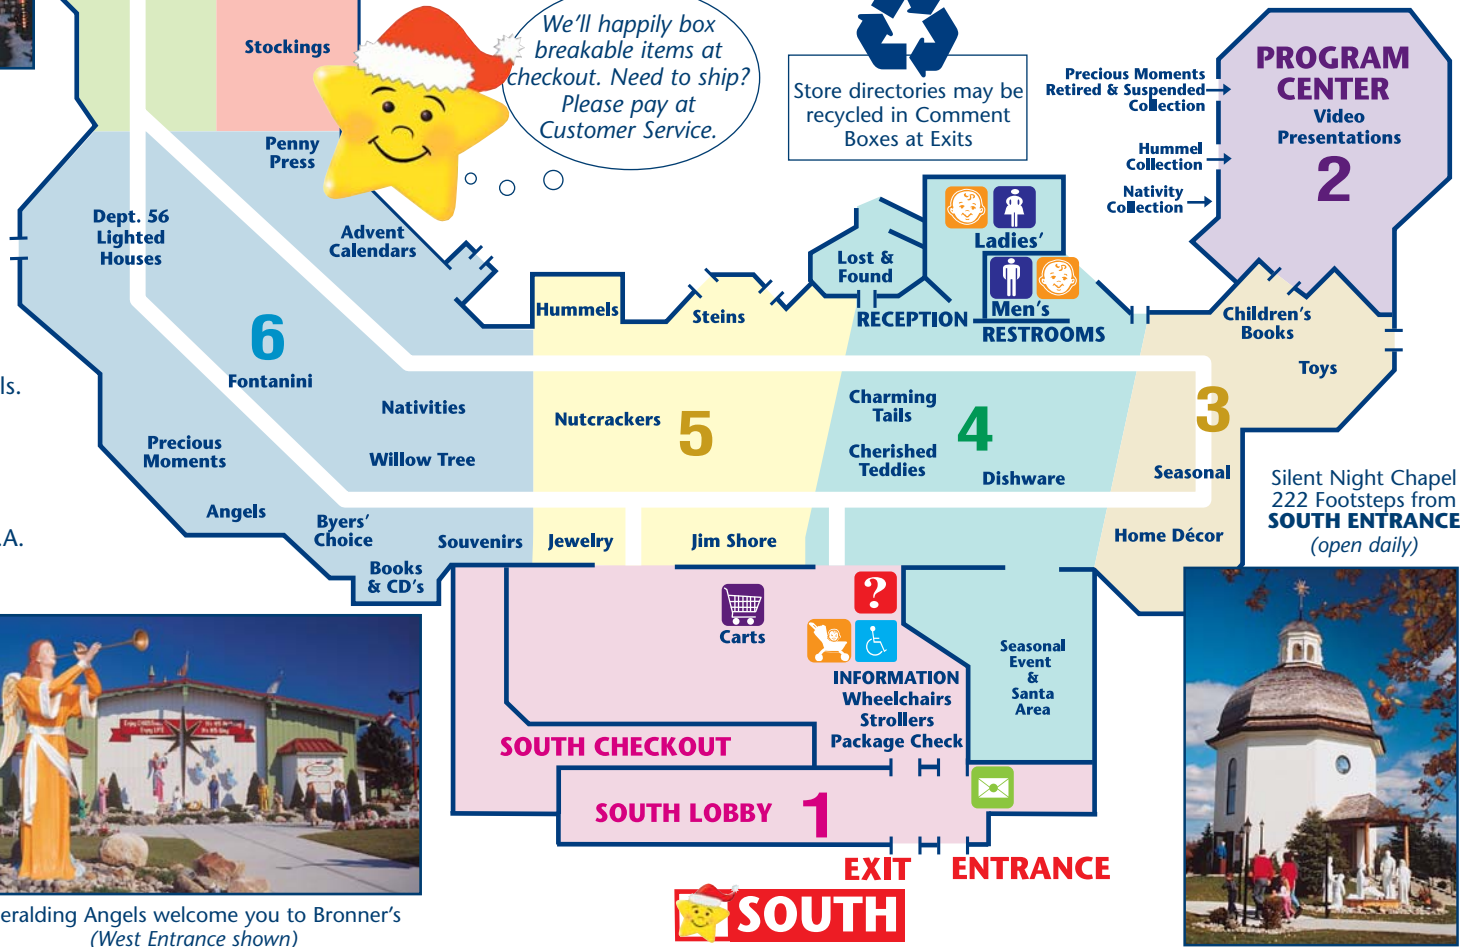 Stockings
We'll happily box
breakable items at
checkout. Need to ship?
Please pay at
Customer Service.
Store directories may be
recycled in Comment
Boxes at Exits
PROGRAM
CENTER
Video
Presentations
2
Precious Moments
Retired & Suspended
Collection
Hummel
Collection
Nativity
Collection
Penny
Press
Dept. 56
Lighted
Houses
Advent
Calendars
Ladies'
Lost &
Found
Men's
RECEPTION
RESTROOMS
Hummels
Steins
Children's
Books
Toys
6
Fontanini
Nativities
Willow Tree
Precious
Moments
Angels
Byers'
Choice
Souvenirs
Books
& CD's
Nutcrackers
5
Jewelry
Jim Shore
Charming
Tails
4
Cherished
Teddies
Dishware
3
Seasonal
Home Décor
ls.
.A.
Silent Night Chapel
222 Footsteps from
SOUTH ENTRANCE
(open daily)
Carts
?
INFORMATION
Wheelchairs
Strollers
Package Check
Seasonal
Event
&
Santa
Area
SOUTH CHECKOUT
SOUTH LOBBY 1
EXIT ENTRANCE
SOUTH
eralding Angels welcome you to Bronner's
(West Entrance shown)